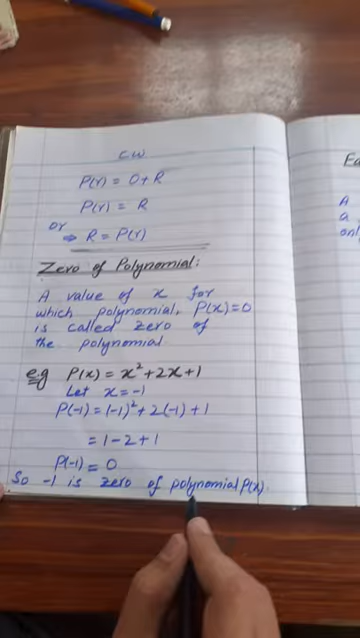 CW
P(r) = 0+R
P(r) = R
or
⇒ R = P(r)
Zero of Polynomial:
A value of x for
which polynomial, P(x)=0
is called zero of
the polynomial
e.g P(x) = x²+2x+1
Let x=-1
P(-1) = (-1)²+2(-1)+1
= 1-2+1
P(-1) = 0
So -1 is zero of polynomial P(x).
Fa
A
a
onl